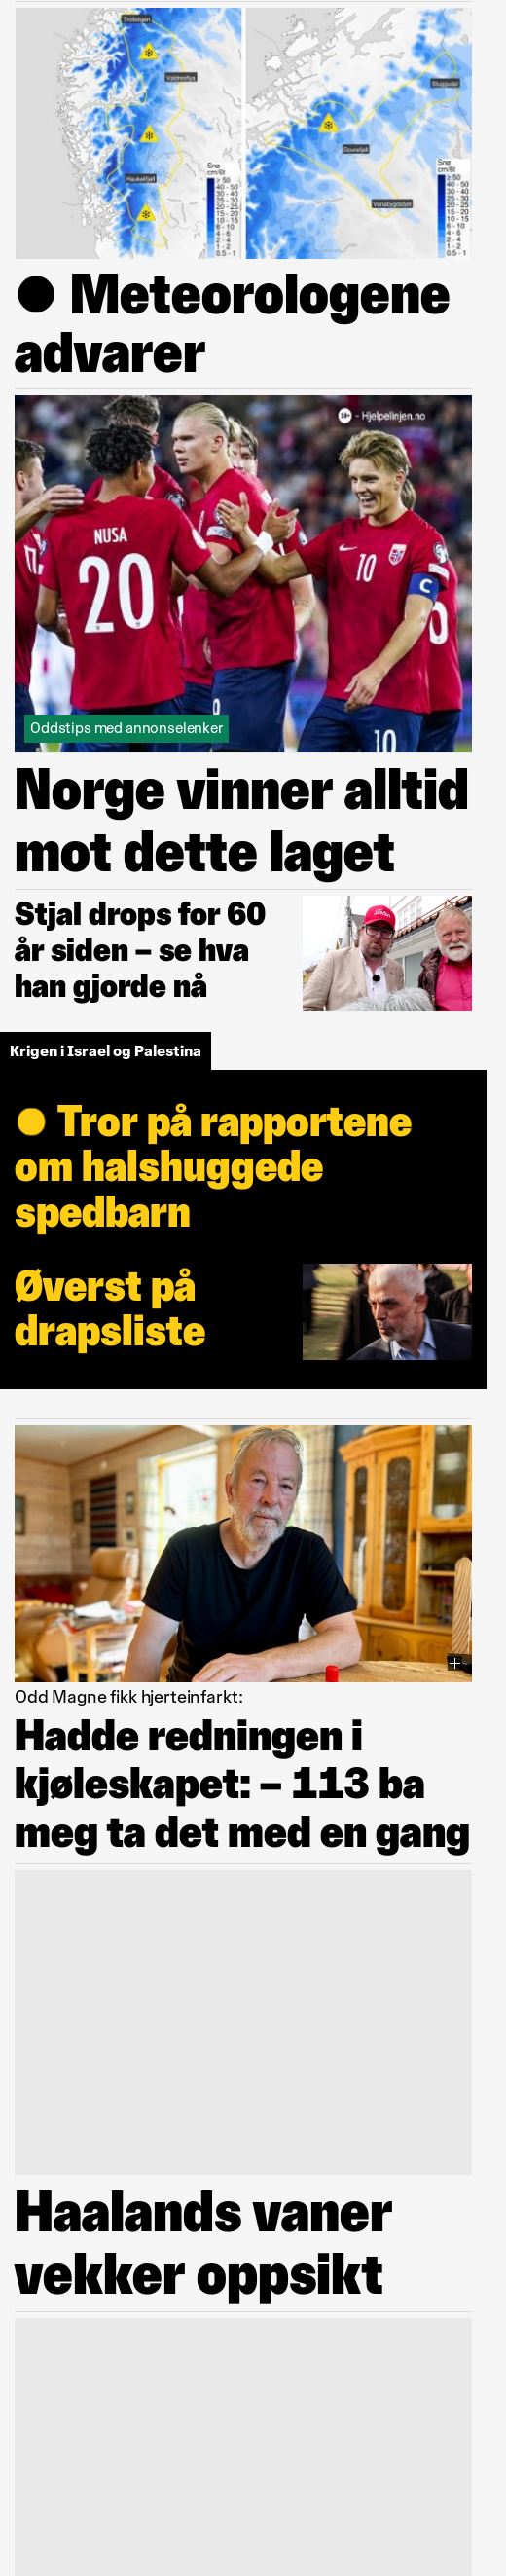 Trollstigen
Valdresflya
Haukelifjell
Snø
cm/6t
≥ 50
40 - 50
30 - 40
25 - 30
20 - 25
15 - 20
10 - 15
6 - 10
4 - 6
2 - 4
1 - 2
0.5 - 1
Dovrefjell
Venabygdsfjell
Snø
cm/6t
≥ 50
40 - 50
30 - 40
25 - 30
20 - 25
15 - 20
10 - 15
6 - 10
4 - 6
2 - 4
1 - 2
0.5 - 1
Meteorologene
advarer
18+ - Hjelpelinjen.no
NUSA
20
10
C
10
Oddstips med annonselenker
Norge vinner alltid
mot dette laget
Stjal drops for 60
år siden – se hva
han gjorde nå
Krigen i Israel og Palestina
Tror på rapportene
om halshuggede
spedbarn
Øverst på
drapsliste
Odd Magne fikk hjerteinfarkt:
Hadde redningen i
kjøleskapet: – 113 ba
meg ta det med en gang
Haalands vaner
vekker oppsikt